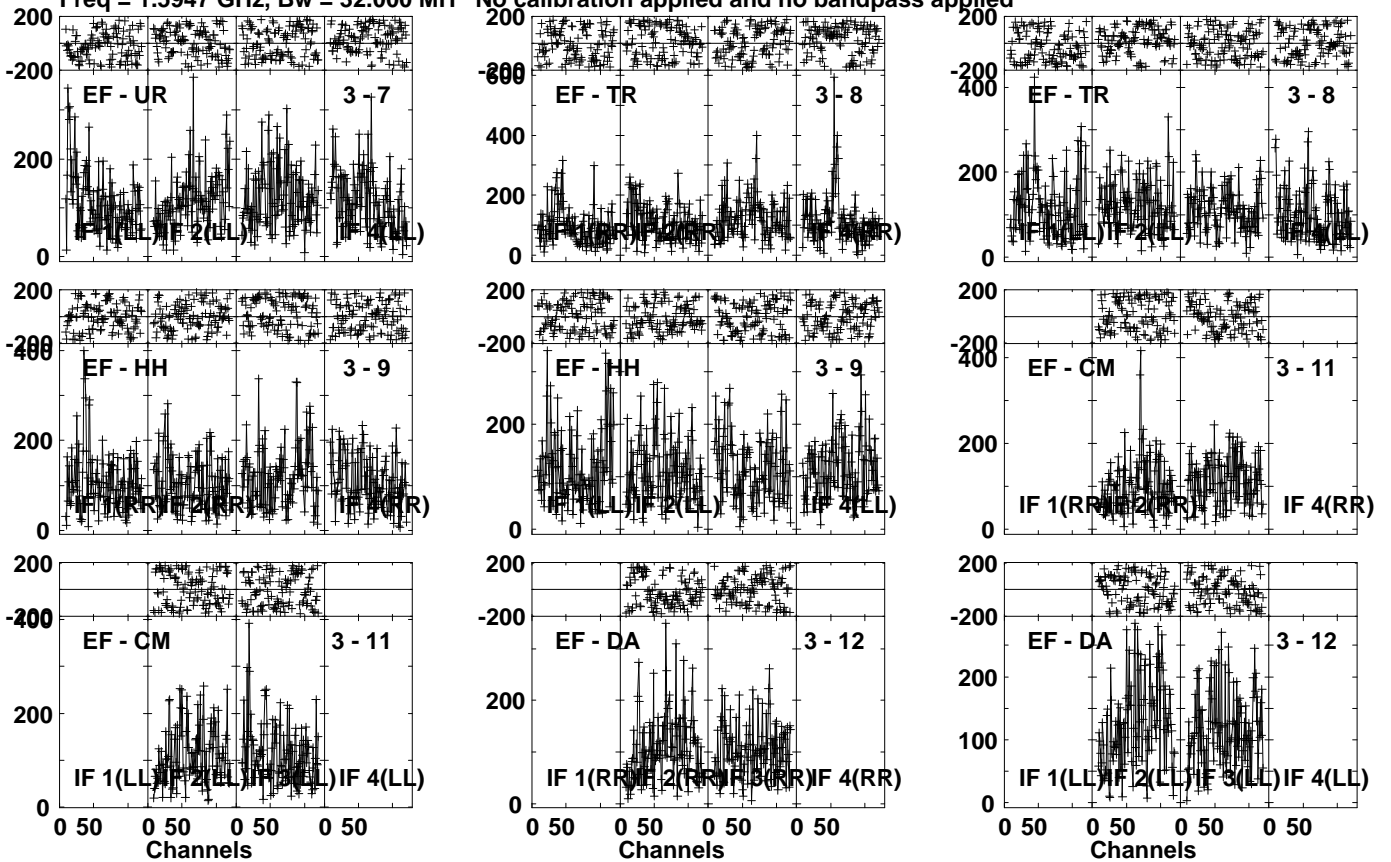 Freq = 1.5947 GHz, Bw = 32.000 MH No calibration applied and no bandpass applied
200 200 200
-200 -200 -200
EF - UR 3 - 7
200
0
IF 1(LL) IF 2(LL) IF 4(LL)
600
EF - TR 3 - 8
400
200
0
IF 1(RR) IF 2(RR) IF 4(RR)
400
EF - TR 3 - 8
200
0
IF 1(LL) IF 2(LL) IF 4(LL)
200 200 200
-200 -200 -200
400
EF - HH 3 - 9
200
0
IF 1(RR) IF 2(RR) IF 4(RR)
EF - HH 3 - 9
200
0
IF 1(LL) IF 2(LL) IF 4(LL)
400
EF - CM 3 - 11
200
0
IF 1(RR) IF 2(RR) IF 4(RR)
200 200 200
-200 -200 -200
400
EF - CM 3 - 11
200
0
IF 1(LL) IF 2(LL) IF 3(LL) IF 4(LL)
EF - DA 3 - 12
200
0
IF 1(RR) IF 2(RR) IF 3(RR) IF 4(RR)
EF - DA 3 - 12
200
100
0
IF 1(LL) IF 2(LL) IF 3(LL) IF 4(LL)
0 50 0 50 0 50 0 50 0 50 0 50 0 50 0 50 0 50 0 50 0 50 0 50
Channels Channels Channels